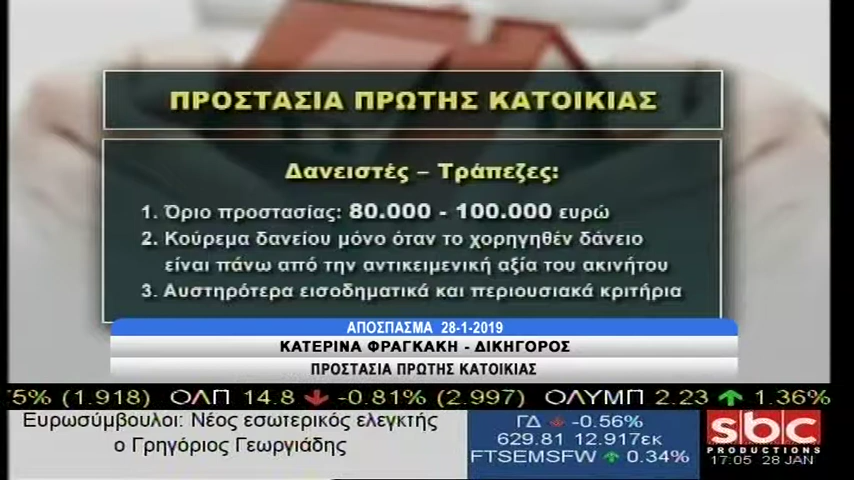 ΠΡΟΣΤΑΣΙΑ ΠΡΩΤΗΣ ΚΑΤΟΙΚΙΑΣ
Δανειστές – Τράπεζες:
1. Όριο προστασίας: 80.000 - 100.000 ευρώ
2. Κούρεμα δανείου μόνο όταν το χορηγηθέν δάνειο
είναι πάνω από την αντικειμενική αξία του ακινήτου
3. Αυστηρότερα εισοδηματικά και περιουσιακά κριτήρια
ΑΠΟΣΠΑΣΜΑ 28-1-2019
ΚΑΤΕΡΙΝΑ ΦΡΑΓΚΑΚΗ - ΔΙΚΗΓΟΡΟΣ
ΠΡΟΣΤΑΣΙΑ ΠΡΩΤΗΣ ΚΑΤΟΙΚΙΑΣ
5% (1.918) ΟΛΠ 14.8 -0.81% (2.997) ΟΛΥΜΠ 2.23 1.36%
Ευρωσύμβουλοι: Νέος εσωτερικός ελεγκτής
ο Γρηγόριος Γεωργιάδης
ΓΔ -0.56%
629.81 12.917εκ
FTSEMSFW 0.34%
sbc
PRODUCTIONS
17:05 28 JAN